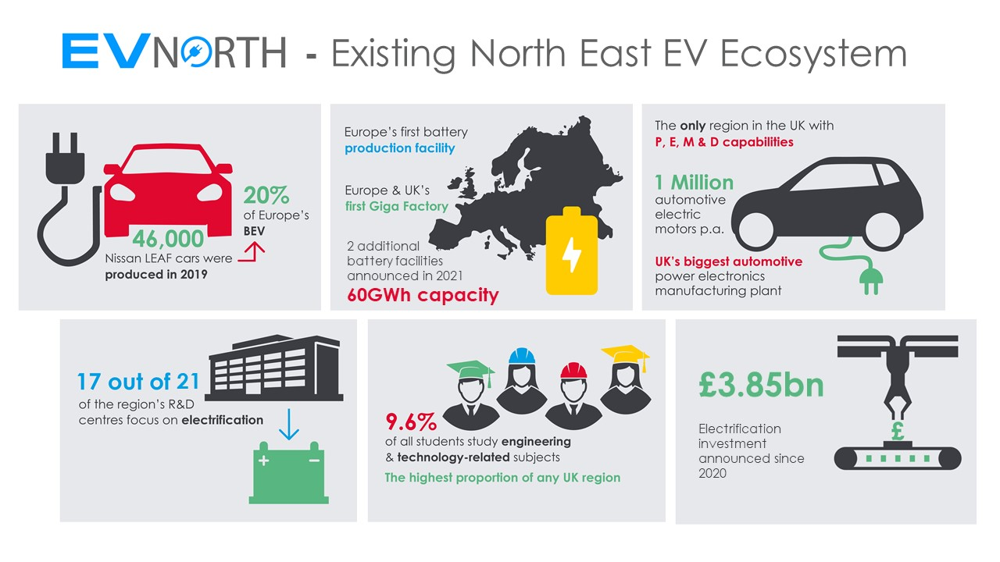 EVNORTH - Existing North East EV Ecosystem
46,000
Nissan LEAF cars were
produced in 2019
20%
of Europe's
BEV
Europe's first battery
production facility
Europe & UK's
first Giga Factory
2 additional
battery facilities
announced in 2021
60GWh capacity
The only region in the UK with
P, E, M & D capabilities
1 Million
automotive
electric
motors p.a.
UK's biggest automotive
power electronics
manufacturing plant
17 out of 21
of the region's R&D
centres focus on electrification
+ −
9.6%
of all students study engineering
& technology-related subjects
The highest proportion of any UK region
£3.85bn
Electrification
investment
announced since
2020
£